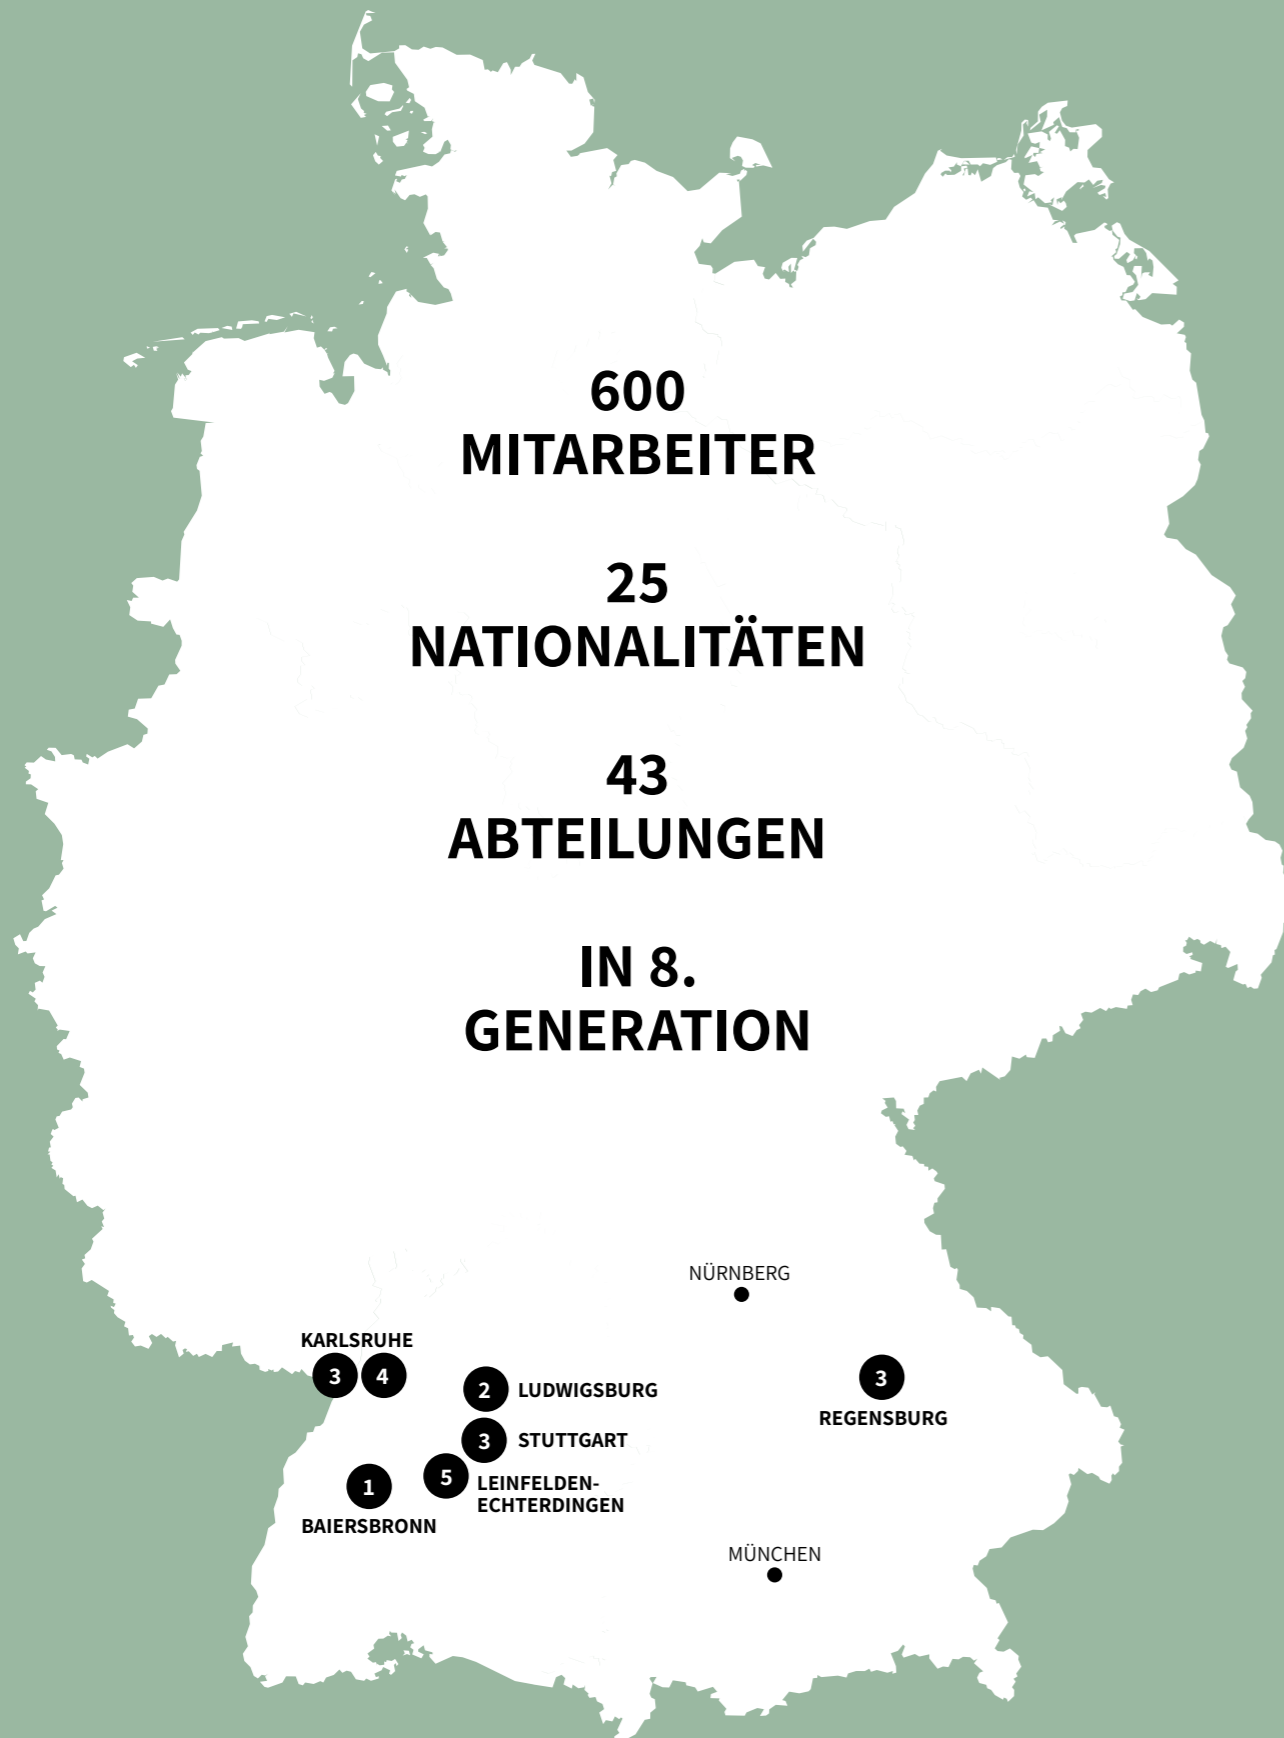 600
MITARBEITER
25
NATIONALITÄTEN
43
ABTEILUNGEN
IN 8.
GENERATION
NÜRNBERG
KARLSRUHE
3 4
2 LUDWIGSBURG
3
REGENSBURG
3 STUTTGART
5 LEINFELDEN-
ECHTERDINGEN
1
BAIERSBRONN
MÜNCHEN